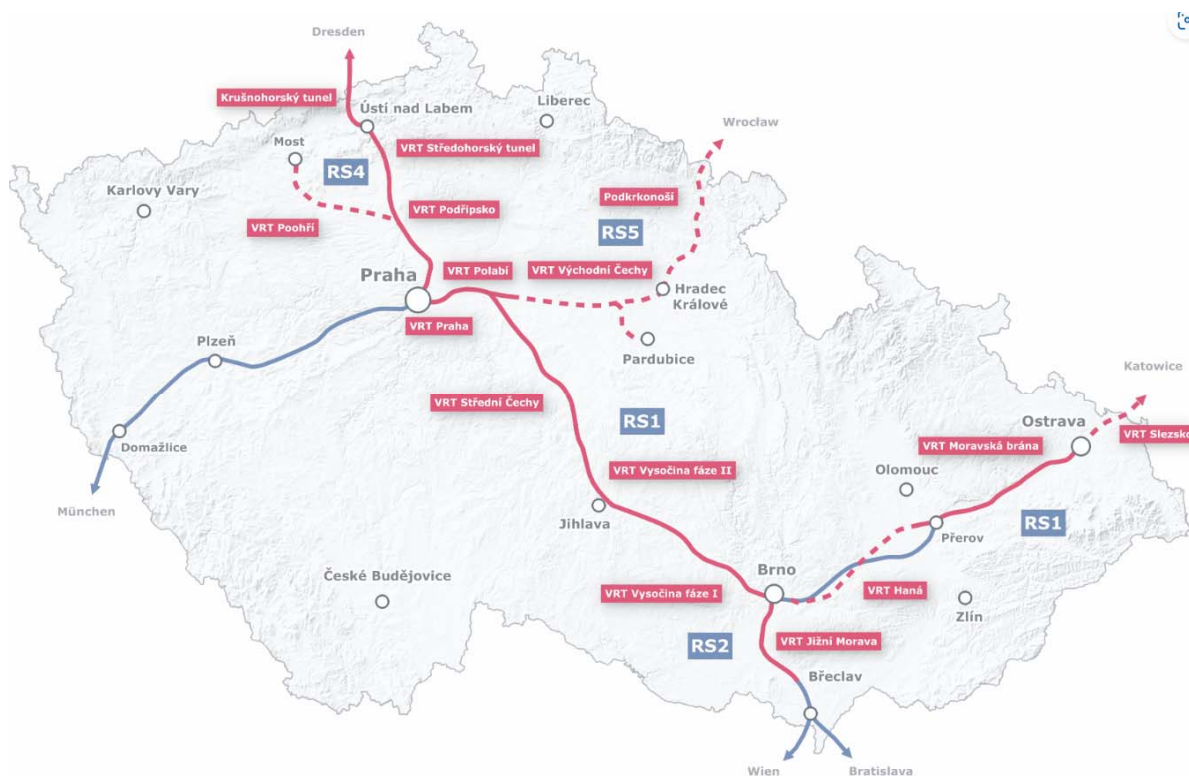 Dresden
Krušnohorský tunel
Ústí nad Labem
Liberec
Wrocław
Most
VRT Středohorský tunel
RS4
Karlovy Vary
Podkrkonoší
VRT Podřipsko
VRT Poohří
RS5
Praha
VRT Polabí
VRT Východní Čechy
Hradec
Králové
VRT Praha
Plzeň
Pardubice
Katowice
VRT Střední Čechy
RS1
Ostrava
Domažlice
VRT Moravská brána
VRT Slezsko
Olomouc
VRT Vysočina fáze II
München
Jihlava
RS1
Přerov
Brno
České Budějovice
VRT Vysočina fáze I
VRT Haná
Zlín
RS2
VRT Jižní Morava
Břeclav
Wien
Bratislava